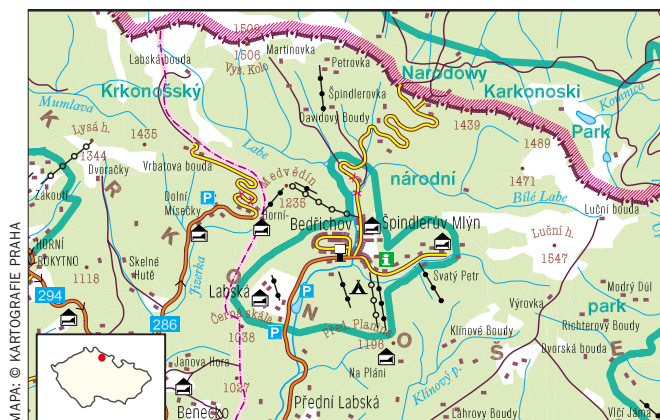 1509
1506
Vys. Kolo
Martinovka
Labská bouda
Petrovka
Narodowy
Karkonoski
Park
Krkonošský
Špindlerovka
Davidovy Boudy
Mumlava
Lysá h.
1344
1435
Labe
1439
1489
1471
Dvoračky
Vrbatova bouda
Medvědín
1235
národní
Bílé Labe
Zákoutí
Dolní
Mísečky
P
Horní-
Bedřichov
Špindlerův Mlýn
Luční bouda
Luční h.
1547
HORNÍ
ROKYTNO
1118
Skelné
Hutě
Jizerka
i
Svatý Petr
294
286
Labská
P
P
Černá skála
1038
Před. Planina
1196
Na Pláni
Výrovka
Modrý Důl
park
Richterovy Boudy
Klínové Boudy
Dvorská bouda
Klínový p.
Janova Hora
1027
Benecko
Přední Labská
Lahrovy Boudy
Vlčí Jáma
K
R
K
O
N
O
Š
E
MAPA: © KARTOGRAFIE PRAHA